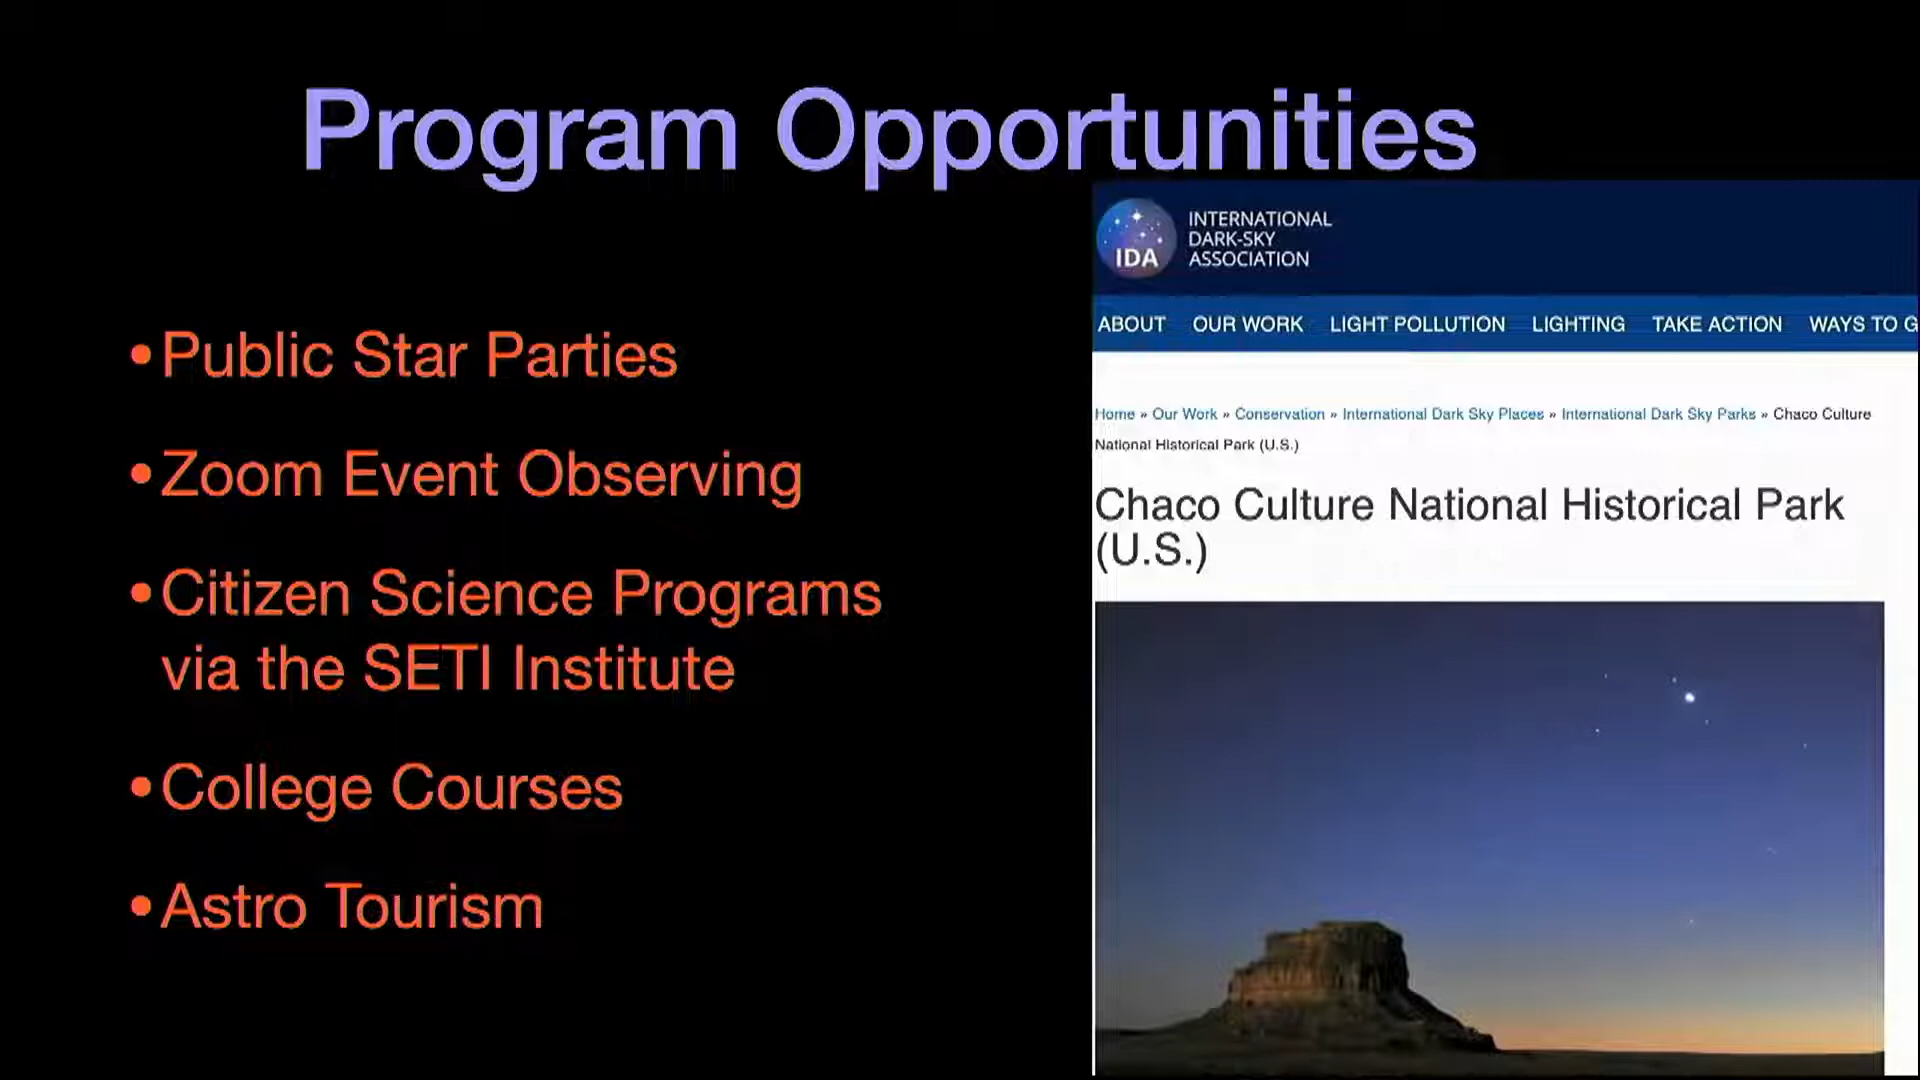 Program Opportunities
•Public Star Parties
•Zoom Event Observing
•Citizen Science Programs
via the SETI Institute
•College Courses
•Astro Tourism
IDA
INTERNATIONAL
DARK-SKY
ASSOCIATION
ABOUT OUR WORK LIGHT POLLUTION LIGHTING TAKE ACTION WAYS TO G
Home » Our Work » Conservation » International Dark Sky Places » International Dark Sky Parks » Chaco Culture
National Historical Park (U.S.)
Chaco Culture National Historical Park
(U.S.)